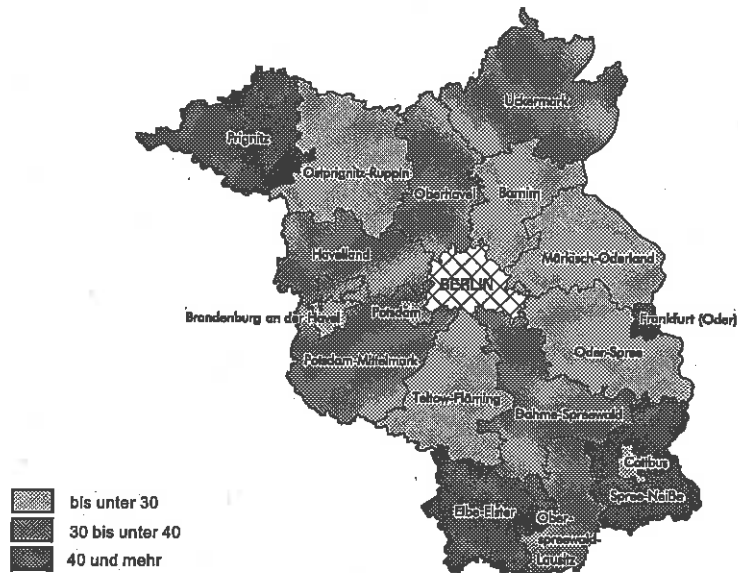 Uckermark
Prignitz
Ostprignitz-Ruppin
Oberhavel
Barnim
Havelland
Märkisch-Oderland
BERLIN
Brandenburg an der Havel
Potsdam
Frankfurt (Oder)
Potsdam-Mittelmark
Oder-Spree
Teltow-Fläming
Dahme-Spreewald
Cottbus
Spree-Neiße
Elbe-Elster
Ober-
spreewald-
Lausitz
bis unter 30
30 bis unter 40
40 und mehr